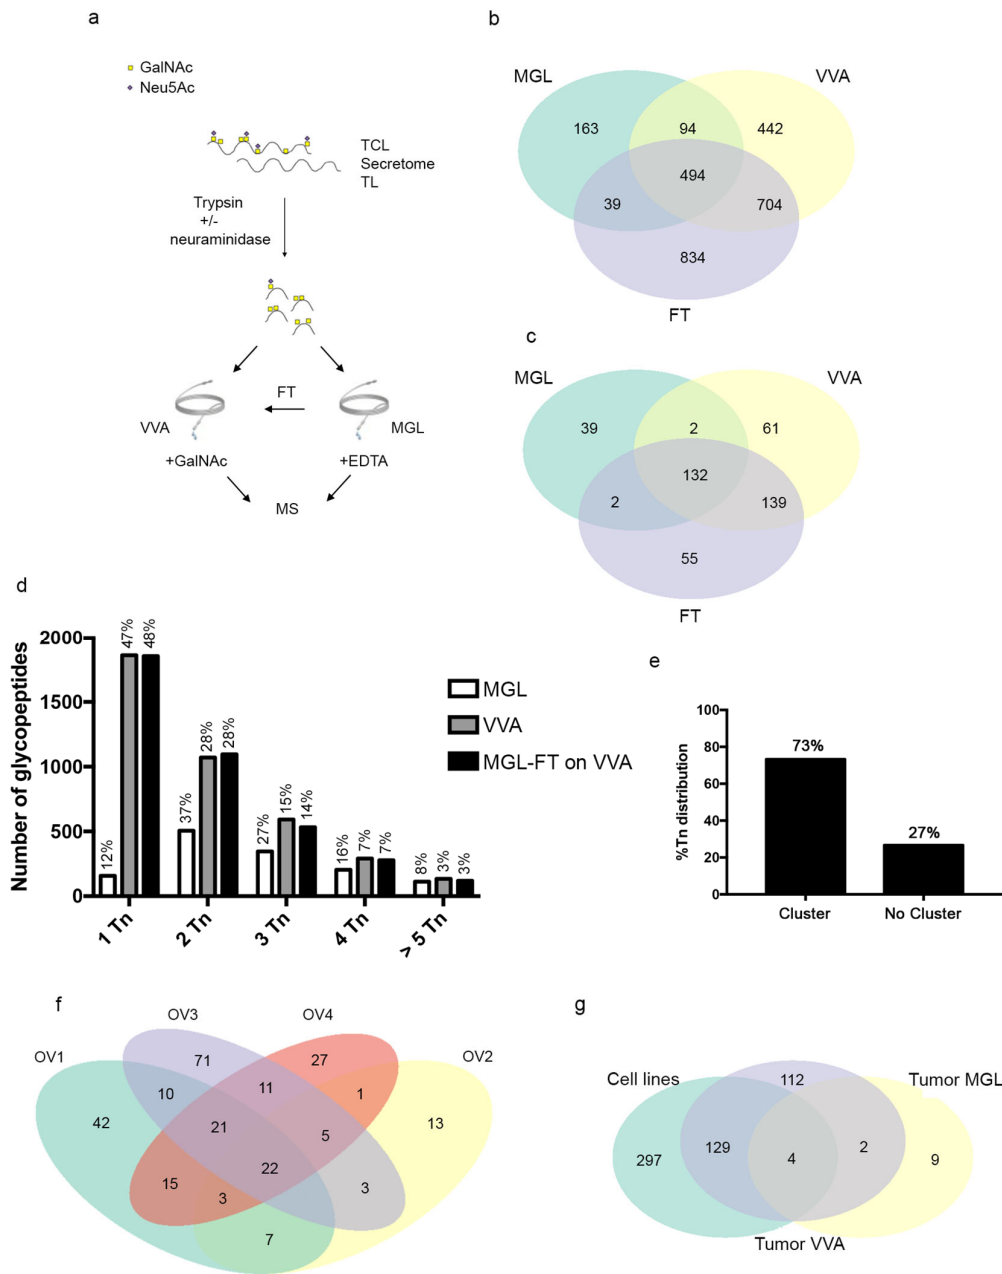 a
GalNAc
Neu5Ac
TCL
Secretome
TL
Trypsin
+/-
neuraminidase
FT
VVA
MGL
+GalNAc
+EDTA
MS
b
MGL
VVA
163
94
442
494
39
704
834
FT
c
MGL
VVA
39
2
61
132
2
139
55
FT
d
Number of glycopeptides
2000
1500
1000
500
0
12%
47%
48%
37%
28%
28%
27%
15%
14%
16%
7%
7%
8%
3%
3%
1 Tn
2 Tn
3 Tn
4 Tn
> 5 Tn
MGL
VVA
MGL-FT on VVA
e
%Tn distribution
100
80
60
40
20
0
73%
27%
Cluster
No Cluster
f
OV1
OV3
OV4
OV2
71
27
10
11
1
42
21
5
13
22
15
3
3
7
g
Cell lines
112
Tumor MGL
297
129
4
2
9
Tumor VVA